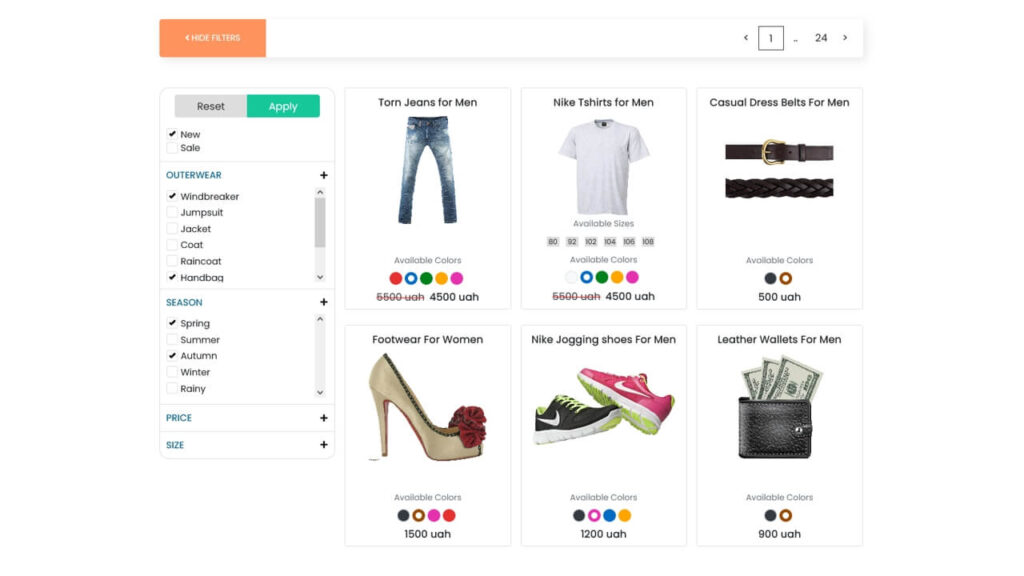 HIDE FILTERS
1 .. 24
Reset Apply
New
Sale
OUTERWEAR
Windbreaker
Jumpsuit
Jacket
Coat
Raincoat
Handbag
SEASON
Spring
Summer
Autumn
Winter
Rainy
PRICE
SIZE
Torn Jeans for Men
Available Colors
5500 uah 4500 uah
Nike Tshirts for Men
Available Sizes
80 92 102 104 106 108
Available Colors
5500 uah 4500 uah
Casual Dress Belts For Men
Available Colors
500 uah
Footwear For Women
Available Colors
1500 uah
Nike Jogging shoes For Men
Available Colors
1200 uah
Leather Wallets For Men
Available Colors
900 uah